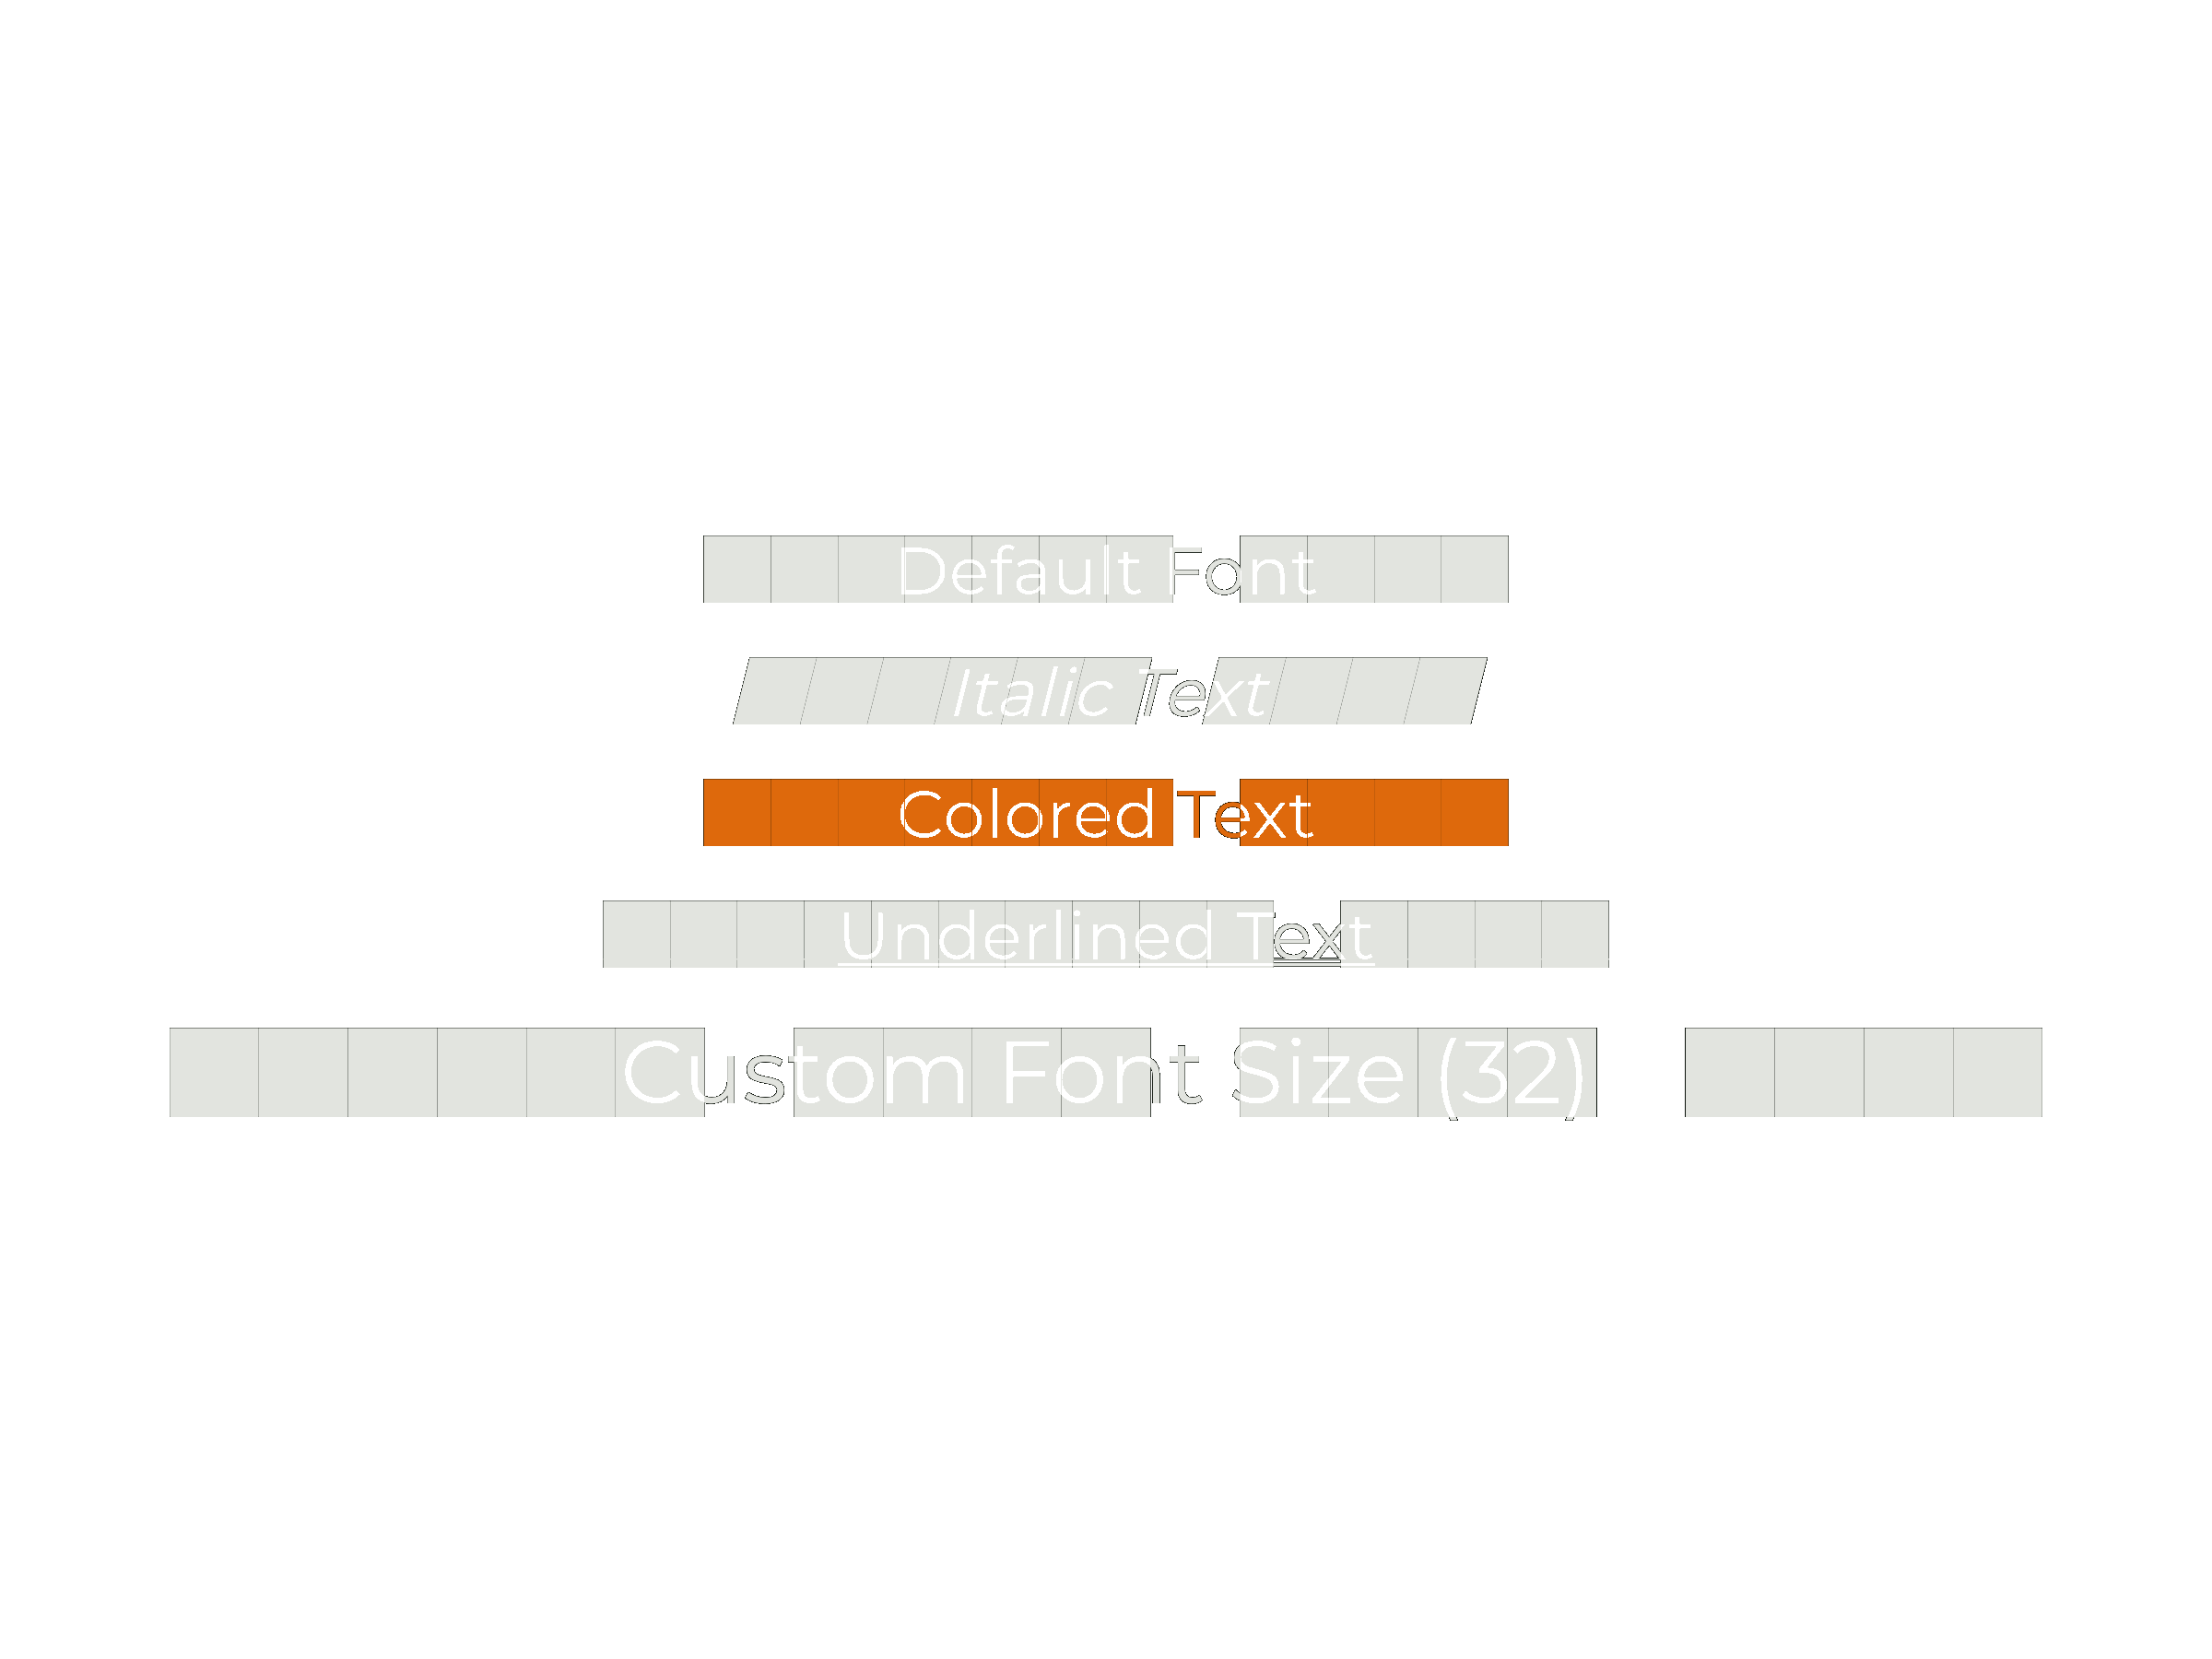 Default Font
Italic Text
Colored Text
Underlined Text
Custom Font Size (32)